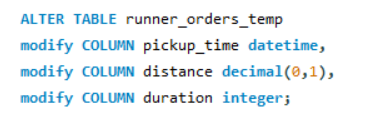 ALTER TABLE runner_orders_temp
modify COLUMN pickup_time datetime,
modify COLUMN distance decimal(0,1),
modify COLUMN duration integer;